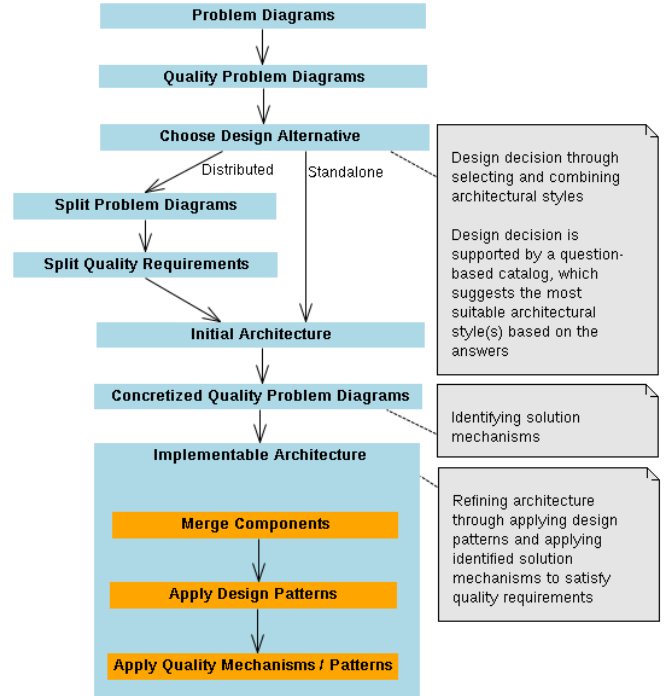 Problem Diagrams
Quality Problem Diagrams
Choose Design Alternative
Distributed
Standalone
Split Problem Diagrams
Split Quality Requirements
Initial Architecture
Concretized Quality Problem Diagrams
Implementable Architecture
Merge Components
Apply Design Patterns
Apply Quality Mechanisms / Patterns
Design decision through
selecting and combining
architectural styles
Design decision is
supported by a question-
based catalog, which
suggests the most
suitable architectural
style(s) based on the
answers
Identifying solution
mechanisms
Refining architecture
through applying design
patterns and applying
identified solution
mechanisms to satisfy
quality requirements